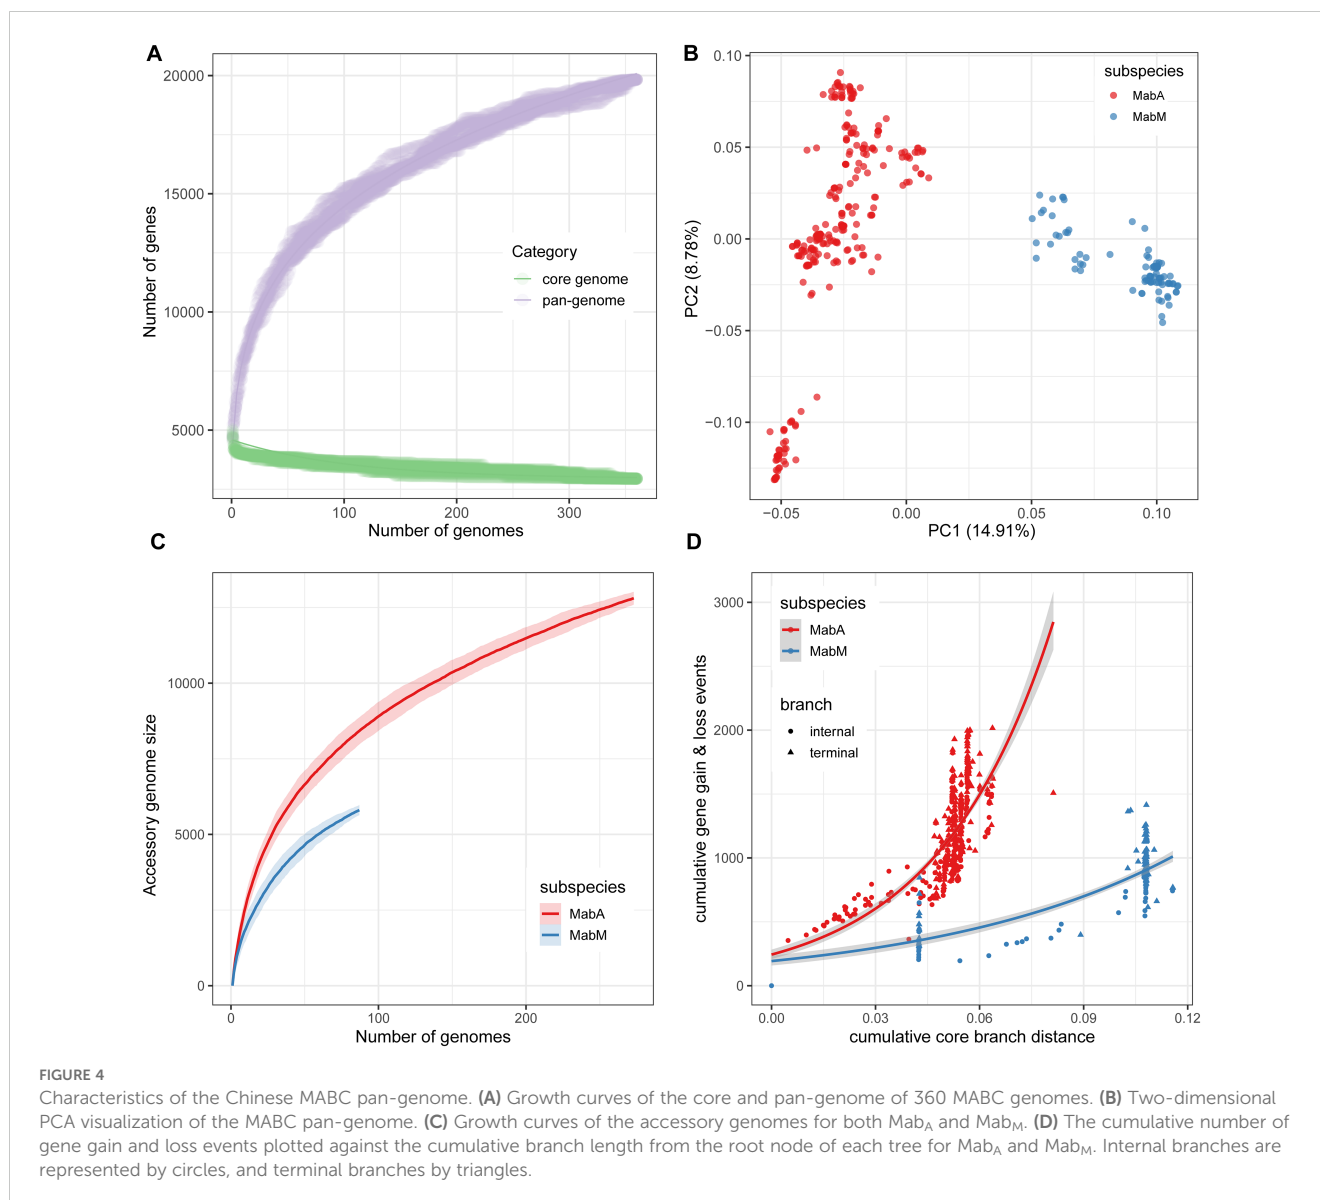 A
20000
15000
10000
5000
Number of genes
Category
core genome
pan-genome
0
100
200
300
Number of genomes
B
0.10
0.05
0.00
−0.05
−0.10
PC2 (8.78%)
subspecies
MabA
MabM
−0.05
0.00
0.05
0.10
PC1 (14.91%)
C
10000
5000
0
Accessory genome size
subspecies
MabA
MabM
0
100
200
Number of genomes
D
3000
2000
1000
0
cumulative gene gain & loss events
subspecies
MabA
MabM
branch
internal
terminal
0.00
0.03
0.06
0.09
0.12
cumulative core branch distance
FIGURE 4
Characteristics of the Chinese MABC pan-genome. (A) Growth curves of the core and pan-genome of 360 MABC genomes. (B) Two-dimensional
PCA visualization of the MABC pan-genome. (C) Growth curves of the accessory genomes for both MabA and MabM. (D) The cumulative number of
gene gain and loss events plotted against the cumulative branch length from the root node of each tree for MabA and MabM. Internal branches are
represented by circles, and terminal branches by triangles.